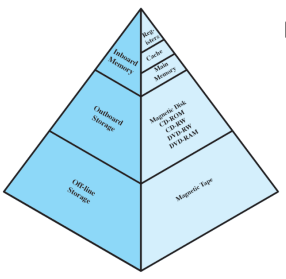 Reg-
isters
Cache
Main
Memory
Inboard
Memory
Outboard
Storage
Magnetic Disk
CD-ROM
CD-RW
DVD-RW
DVD-RAM
Off-line
Storage
Magnetic Tape